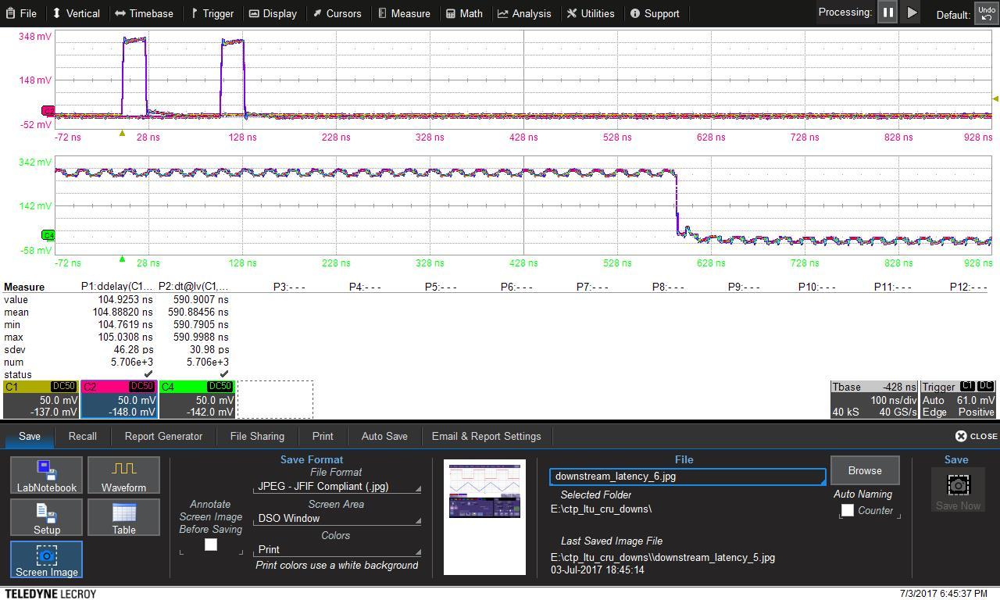 File Vertical Timebase Trigger Display Cursors Measure Math Analysis Utilities Support Processing: Default: Undo
348 mV
148 mV
C2
-52 mV
-72 ns 28 ns 128 ns 228 ns 328 ns 428 ns 528 ns 628 ns 728 ns 828 ns 928 ns
342 mV
142 mV
C4
-58 mV
-72 ns 28 ns 128 ns 228 ns 328 ns 428 ns 528 ns 628 ns 728 ns 828 ns 928 ns
Measure P1:ddelay(C1... P2:dt@lv(C1,... P3:- - - P4:- - - P5:- - - P6:- - - P7:- - - P8:- - - P9:- - - P10:- - - P11:- - - P12:- - -
value 104.9253 ns 590.9007 ns
mean 104.88820 ns 590.88456 ns
min 104.7619 ns 590.7905 ns
max 105.0308 ns 590.9988 ns
sdev 46.28 ps 30.98 ps
num 5.706e+3 5.706e+3
status
C1 DC50 C2 DC50 C4 DC50 Tbase -428 ns Trigger C1 DC
50.0 mV 50.0 mV 50.0 mV 100 ns/div Auto 61.0 mV
-137.0 mV -148.0 mV -142.0 mV 40 kS 40 GS/s Edge Positive
Save Recall Report Generator File Sharing Print Auto Save Email & Report Settings CLOSE
LabNotebook
Waveform
Setup
Table
Screen Image
Annotate
Screen Image
Before Saving
Save Format
File Format
JPEG - JFIF Compliant (.jpg)
Screen Area
DSO Window
Colors
Print
Print colors use a white background
File
downstream_latency_6.jpg
Browse
Selected Folder
E:\ctp_ltu_cru_downs\
Auto Naming
Counter
Last Saved Image File
E:\ctp_ltu_cru_downs\\downstream_latency_5.jpg
03-Jul-2017 18:45:14
Save
Save Now
TELEDYNE LECROY 7/3/2017 6:45:37 PM